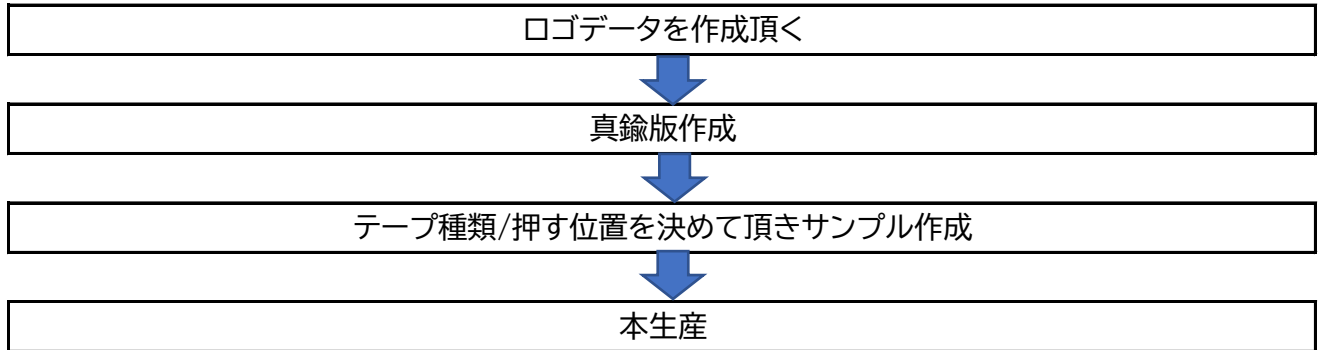 ロゴデータを作成頂く
真鍮版作成
テープ種類/押す位置を決めて頂きサンプル作成
本生産